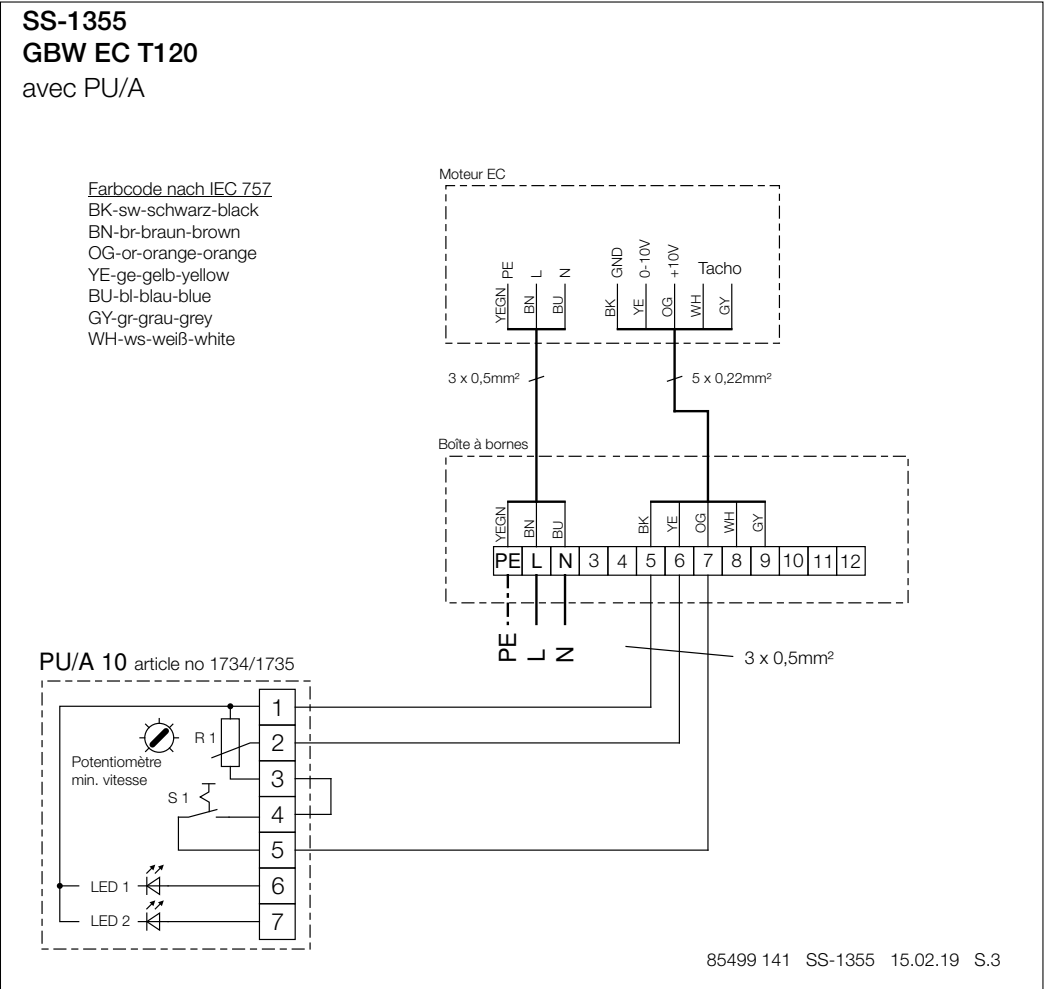 SS-1355
GBW EC T120
avec PU/A
Farbcode nach IEC 757
BK-sw-schwarz-black
BN-br-braun-brown
OG-or-orange-orange
YE-ge-gelb-yellow
BU-bl-blau-blue
GY-gr-grau-grey
WH-ws-weiß-white
Moteur EC
PE L N GND 0-10V +10V Tacho
YEGN BN BU BK YE OG WH GY
3 x 0,5mm² 5 x 0,22mm²
Boîte à bornes
YEGN BN BU BK YE OG WH GY
PE L N 3 4 5 6 7 8 9 10 11 12
PE L N
3 x 0,5mm²
PU/A 10 article no 1734/1735
1
R 1 2
Potentiomètre
min. vitesse
3
S 1
4
5
LED 1 6
LED 2 7
85499 141 SS-1355 15.02.19 S.3